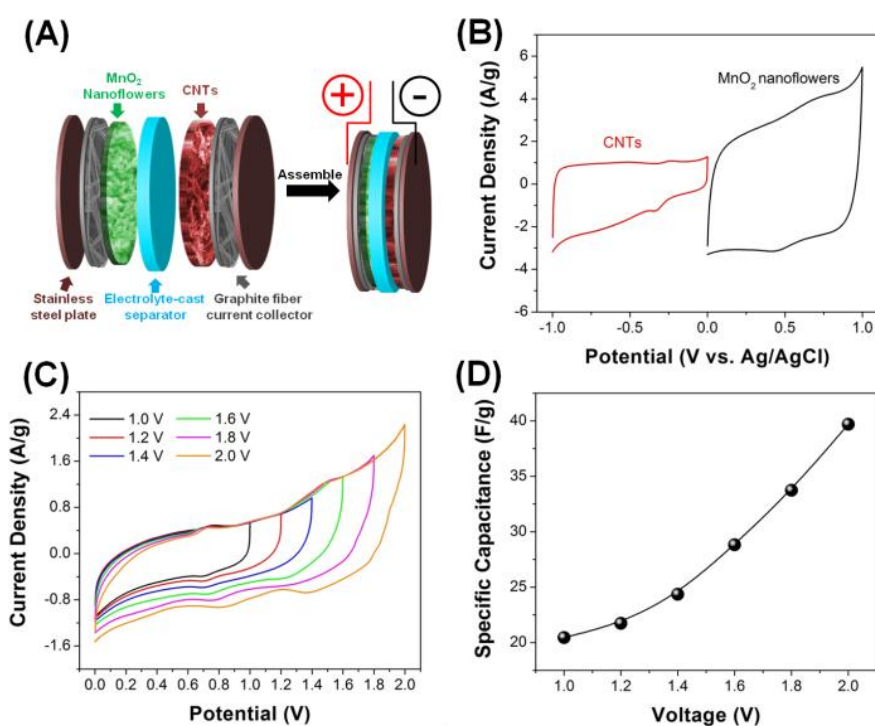 (A)
MnO₂
Nanoflowers
CNTs
+
-
Assemble
Stainless
steel plate
Electrolyte-cast
separator
Graphite fiber
current collector
(B)
Current Density (A/g)
6
4
2
0
-2
-4
-6
CNTs
MnO₂ nanoflowers
-1.0 -0.5 0.0 0.5 1.0
Potential (V vs. Ag/AgCl)
(C)
Current Density (A/g)
2.4
1.6
0.8
0.0
-0.8
-1.6
1.0 V 1.6 V
1.2 V 1.8 V
1.4 V 2.0 V
0.0 0.2 0.4 0.6 0.8 1.0 1.2 1.4 1.6 1.8 2.0
Potential (V)
(D)
Specific Capacitance (F/g)
40
35
30
25
20
1.0 1.2 1.4 1.6 1.8 2.0
Voltage (V)